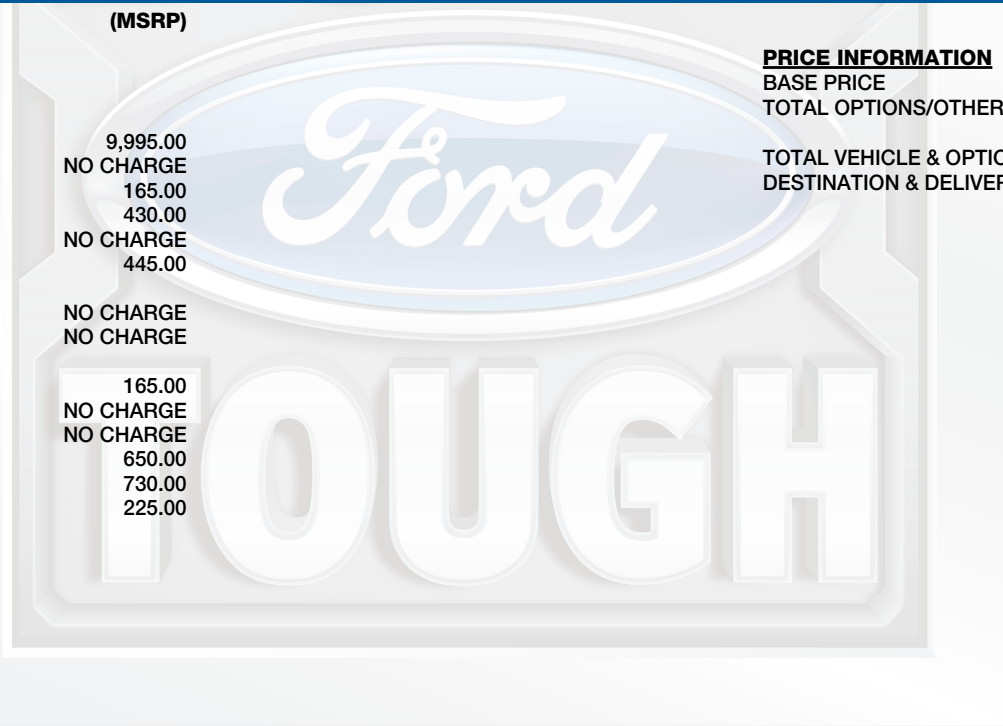 (MSRP)
9,995.00
NO CHARGE
165.00
430.00
NO CHARGE
445.00
NO CHARGE
NO CHARGE
165.00
NO CHARGE
NO CHARGE
650.00
730.00
225.00
PRICE INFORMATION
BASE PRICE
TOTAL OPTIONS/OTHER
TOTAL VEHICLE & OPTIO
DESTINATION & DELIVER
Ford
TOUGH